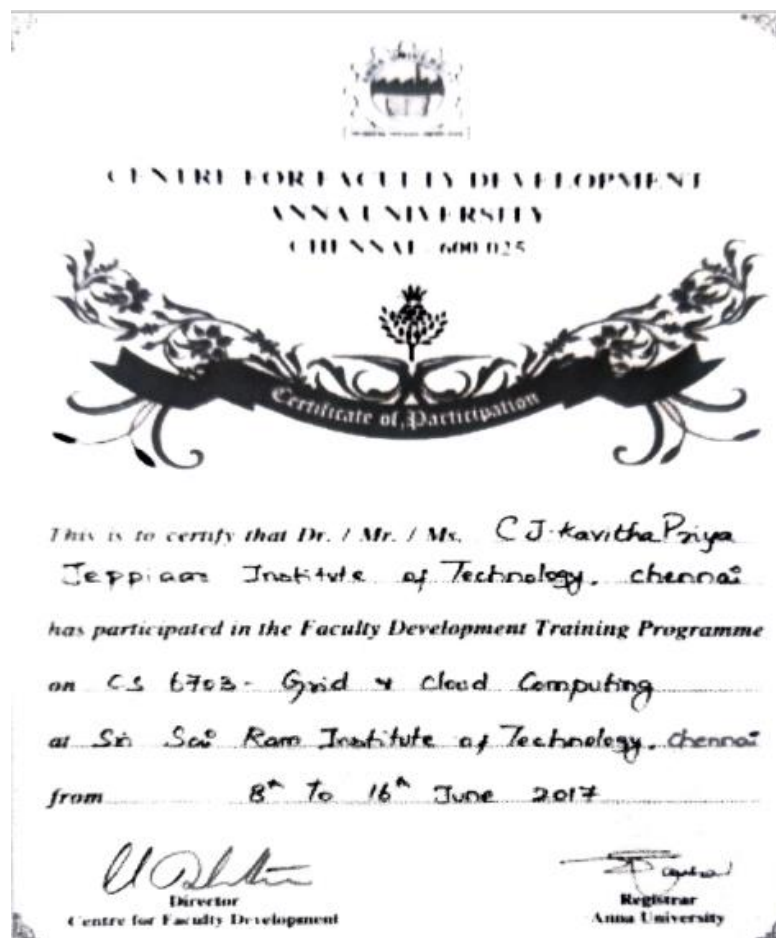 CENTRE FOR FACULTY DEVELOPMENT
ANNA UNIVERSITY
CHENNAI - 600 025
Certificate of Participation
This is to certify that Dr. / Mr. / Ms. C J. Kavitha Priya
Jeppiaar Institute of Technology, chennai
has participated in the Faculty Development Training Programme
on CS 6703 - Grid & Cloud Computing
at Sri Sai Ram Institute of Technology, chennai
from 8th To 16th June 2017
Director
Centre for Faculty Development
Registrar
Anna University